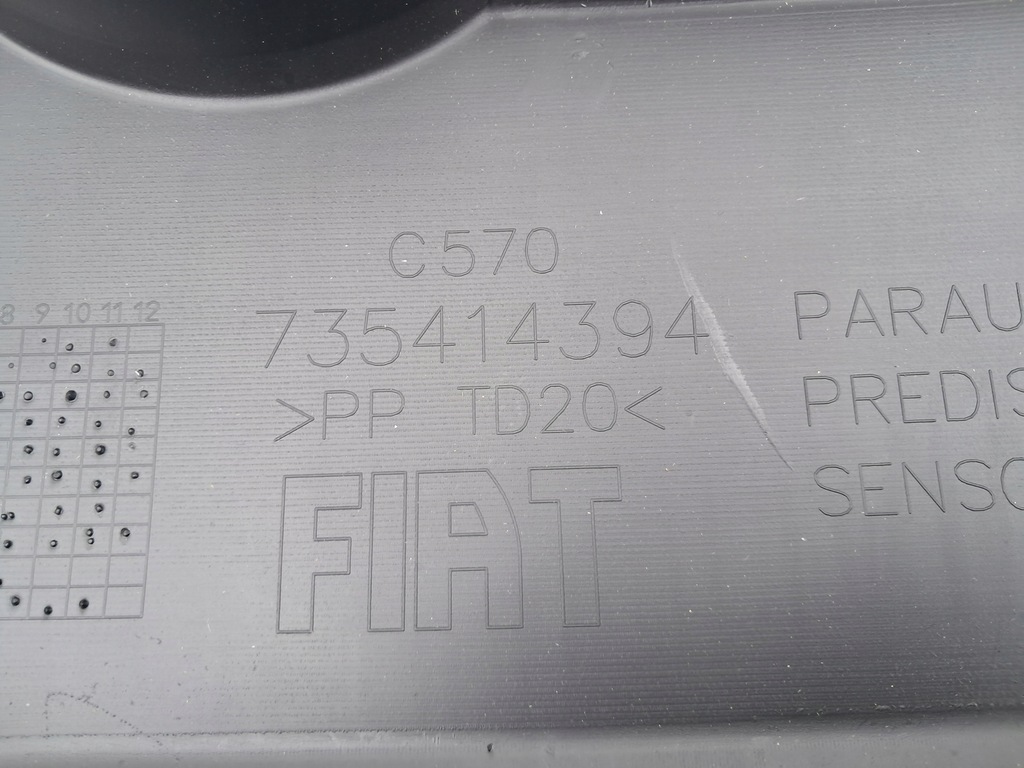 C570
735414394
>PP TD20<
FIAT
PARAU
PREDIS
SENSO
8 9 10 11 12